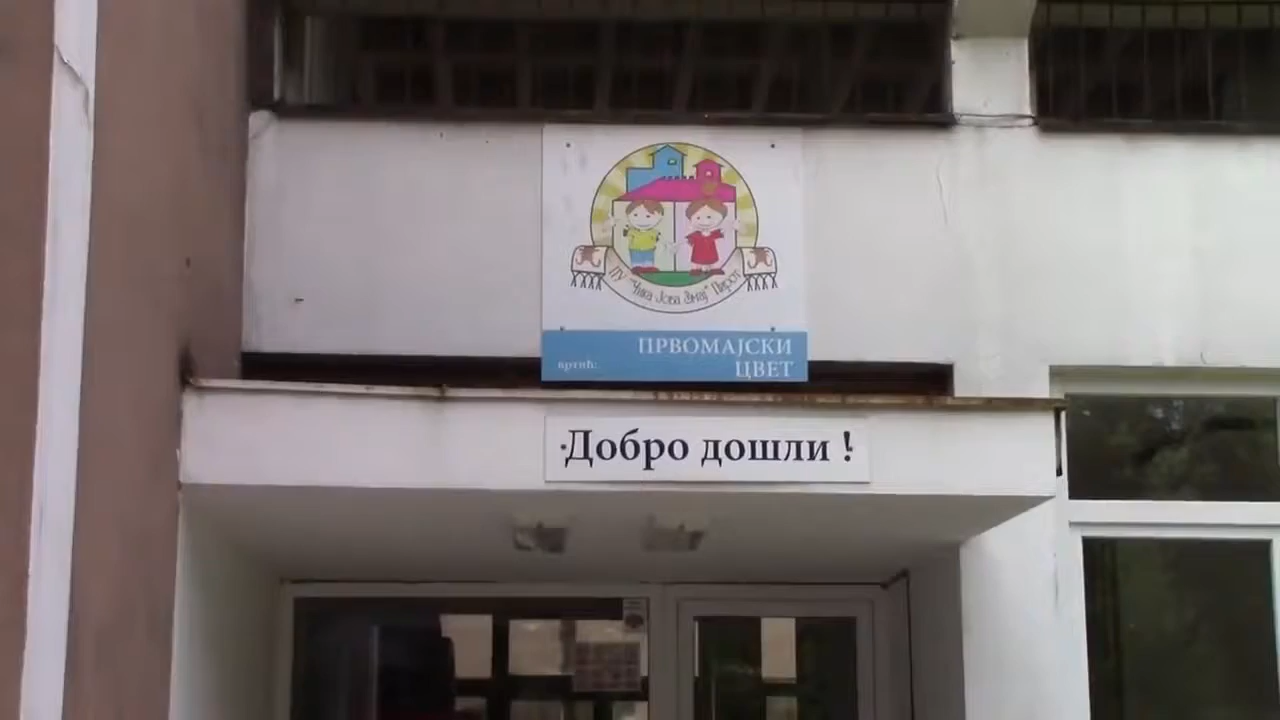 ПУ "Чика Јова Змај" Пирот
вртић:
ПРВОМАЈСКИ
ЦВЕТ
Добро дошли !